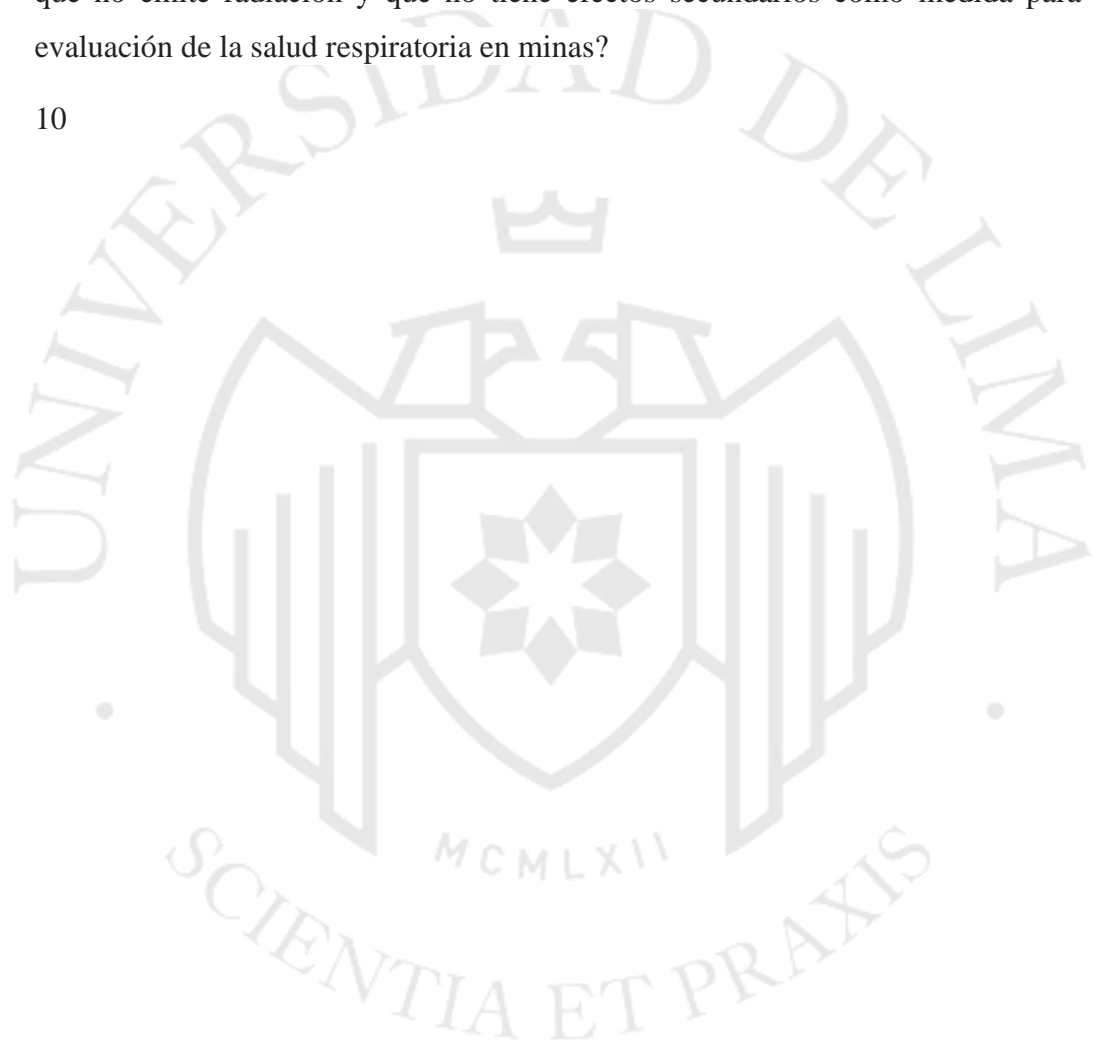 que no emite radiación y que no tiene efectos secundarios como medida para
evaluación de la salud respiratoria en minas?
10
UNIVERSIDAD DE LIMA
MCMLXII
SCIENTIA ET PRAXIS